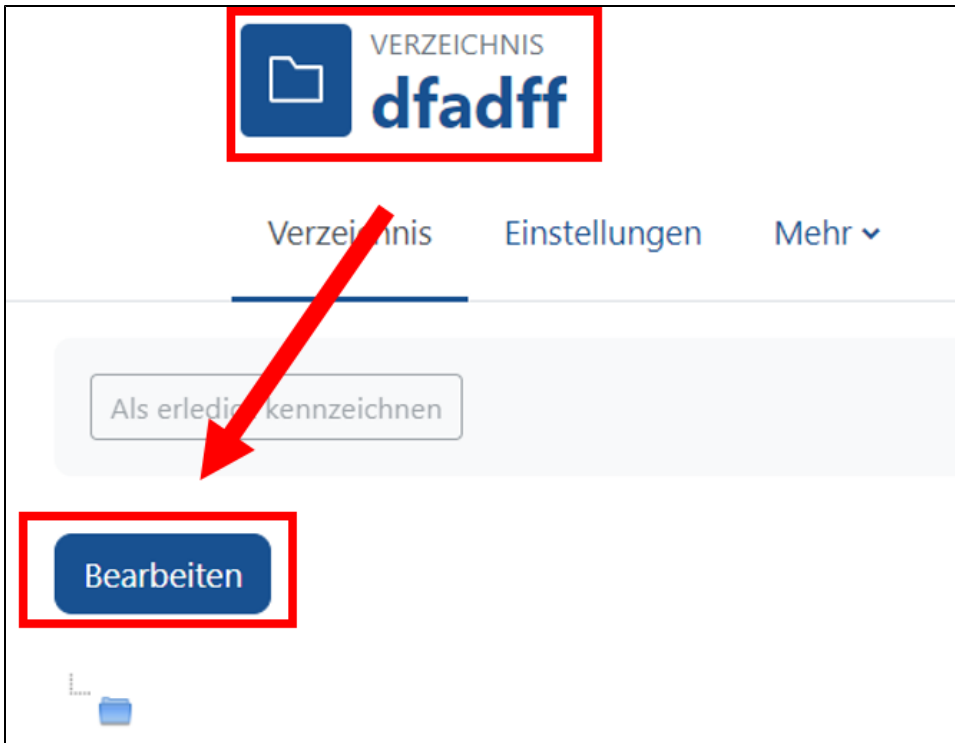 VERZEICHNIS
dfadff
Verzeichnis Einstellungen Mehr
Als erledigt kennzeichnen
Bearbeiten